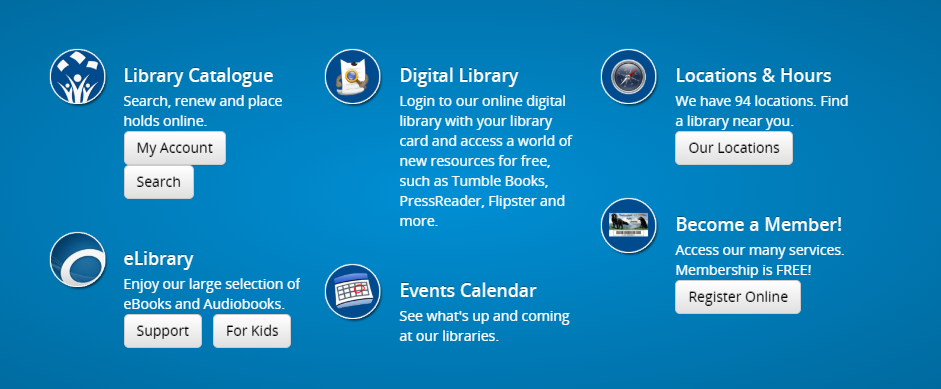 Library Catalogue
Search, renew and place
holds online.
My Account
Search
eLibrary
Enjoy our large selection of
eBooks and Audiobooks.
Support
For Kids
Digital Library
Login to our online digital
library with your library
card and access a world of
new resources for free,
such as Tumble Books,
PressReader, Flipster and
more.
Events Calendar
See what's up and coming
at our libraries.
Locations & Hours
We have 94 locations. Find
a library near you.
Our Locations
Become a Member!
Access our many services.
Membership is FREE!
Register Online